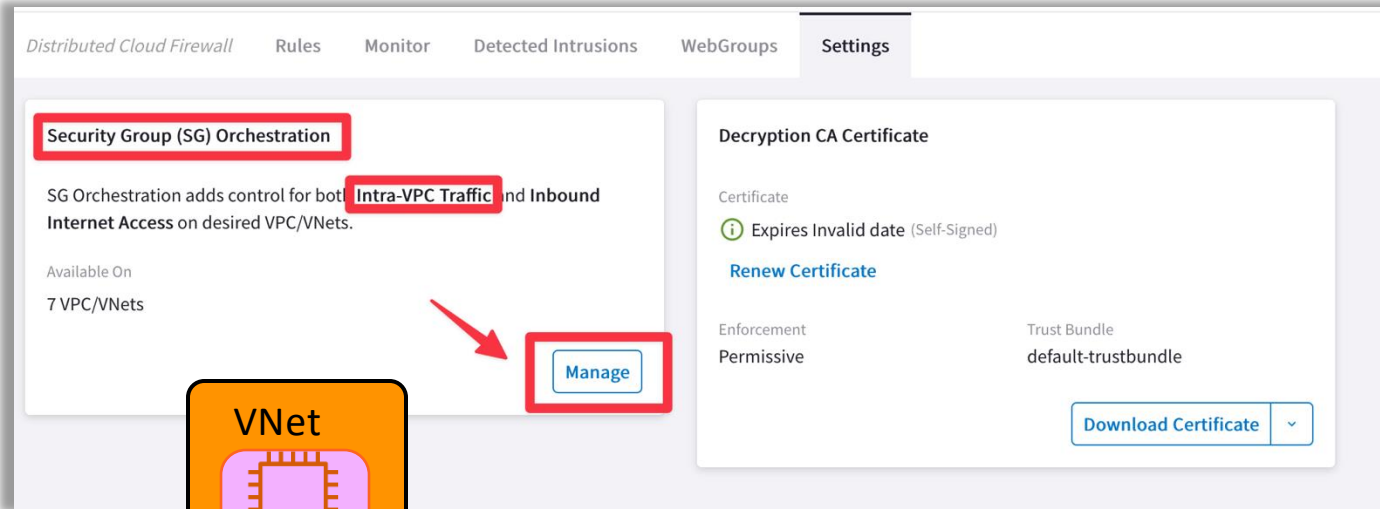 Distributed Cloud Firewall Rules Monitor Detected Intrusions WebGroups Settings
Security Group (SG) Orchestration
SG Orchestration adds control for both Intra-VPC Traffic and Inbound
Internet Access on desired VPC/VNets.
Available On
7 VPC/VNets
Manage
VNet
Decryption CA Certificate
Certificate
Expires Invalid date (Self-Signed)
Renew Certificate
Enforcement Trust Bundle
Permissive default-trustbundle
Download Certificate